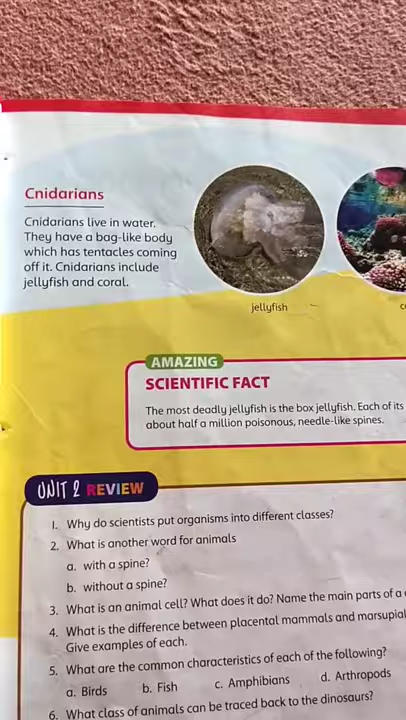 Cnidarians
Cnidarians live in water.
They have a bag-like body
which has tentacles coming
off it. Cnidarians include
jellyfish and coral.
jellyfish
AMAZING
SCIENTIFIC FACT
The most deadly jellyfish is the box jellyfish. Each of its
about half a million poisonous, needle-like spines.
UNIT 2 REVIEW
1. Why do scientists put organisms into different classes?
2. What is another word for animals
a. with a spine?
b. without a spine?
3. What is an animal cell? What does it do? Name the main parts of a
4. What is the difference between placental mammals and
Give examples of each.
5. What are the common characteristics of each of the following?
a. Birds b. Fish c. Amphibians d. Arthropods
6. What class of animals can be traced back to the dinosaurs?